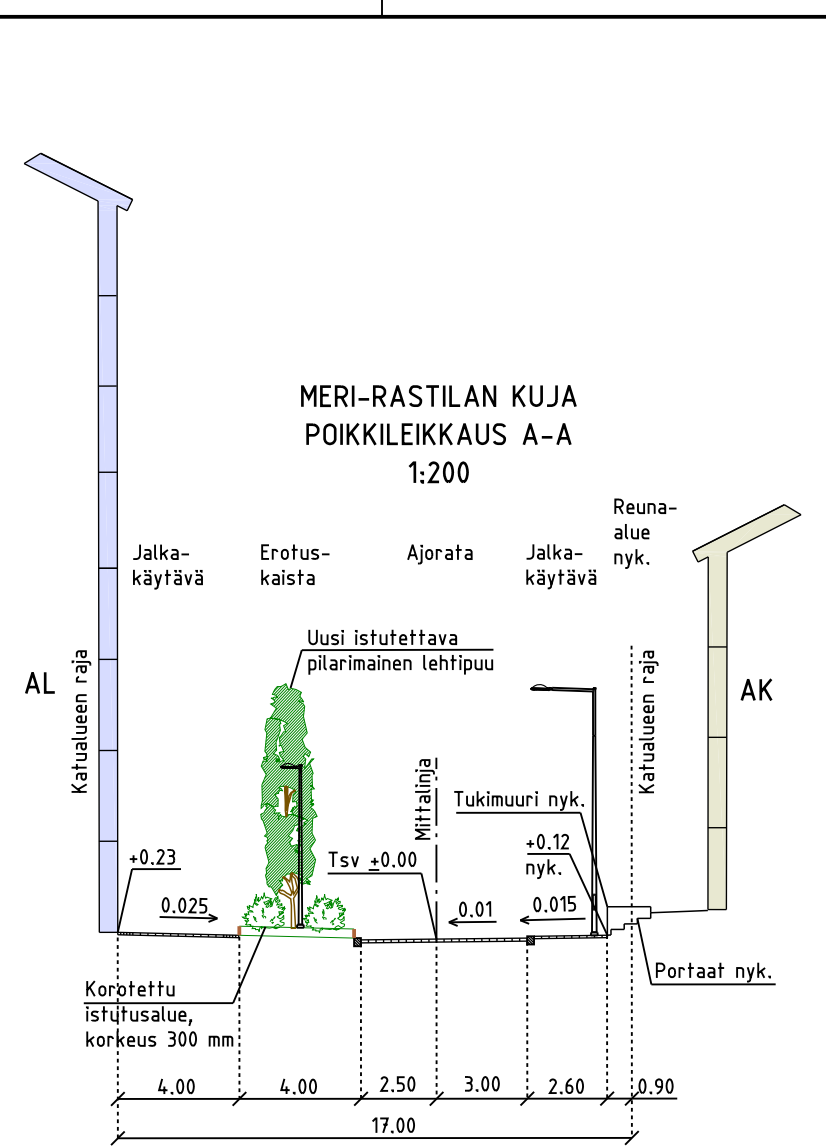 MERI-RASTILAN KUJA
POIKKILEIKKAUS A-A
1:200
Reuna-
alue
nyk.
Jalka-
käytävä
Erotus-
kaista
Ajorata
Jalka-
käytävä
Uusi istutettava
pilarimainen lehtipuu
AL
Katualueen raja
Katualueen raja
AK
Mittalinja
Tukimuuri nyk.
+0.23
Tsv ±0.00
+0.12
nyk.
0.025
0.01
0.015
Portaat nyk.
Korotettu
istutusalue,
korkeus 300 mm
4.00 4.00 2.50 3.00 2.60 0.90
17.00